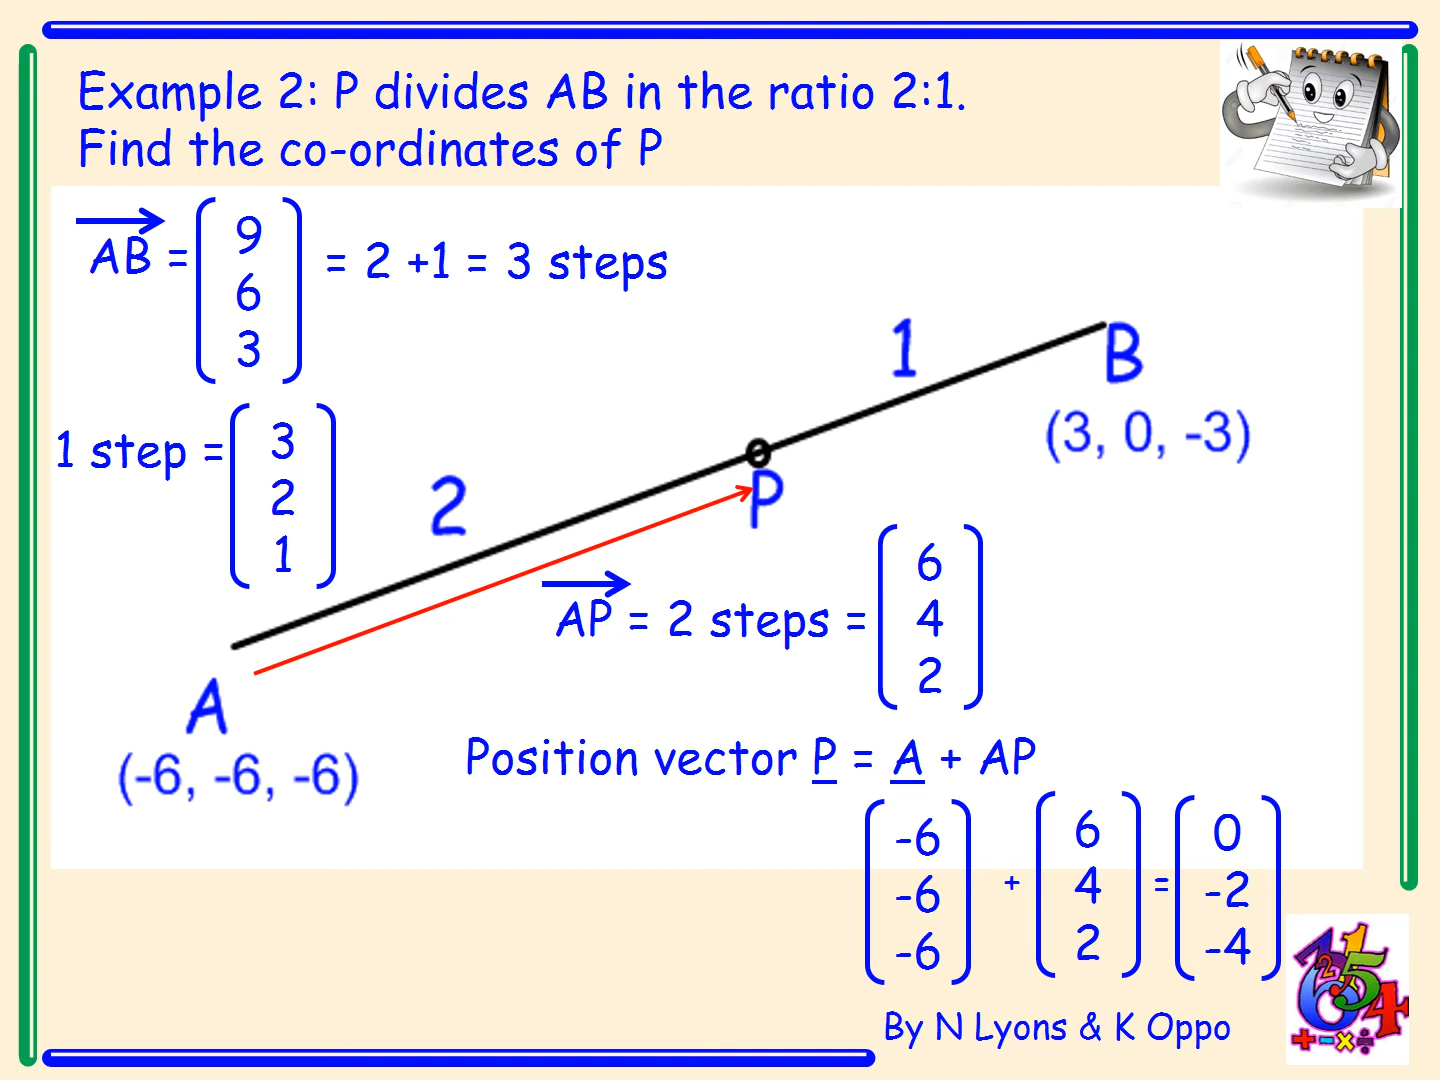 Example 2: P divides AB in the ratio 2:1.
Find the co-ordinates of P
AB =
9
6
3
= 2 +1 = 3 steps
1 step =
3
2
1
2
1
B
(3, 0, -3)
P
AP = 2 steps =
6
4
2
A
(-6, -6, -6)
Position vector P = A + AP
-6
-6
-6
+
6
4
2
=
0
-2
-4
By N Lyons & K Oppo